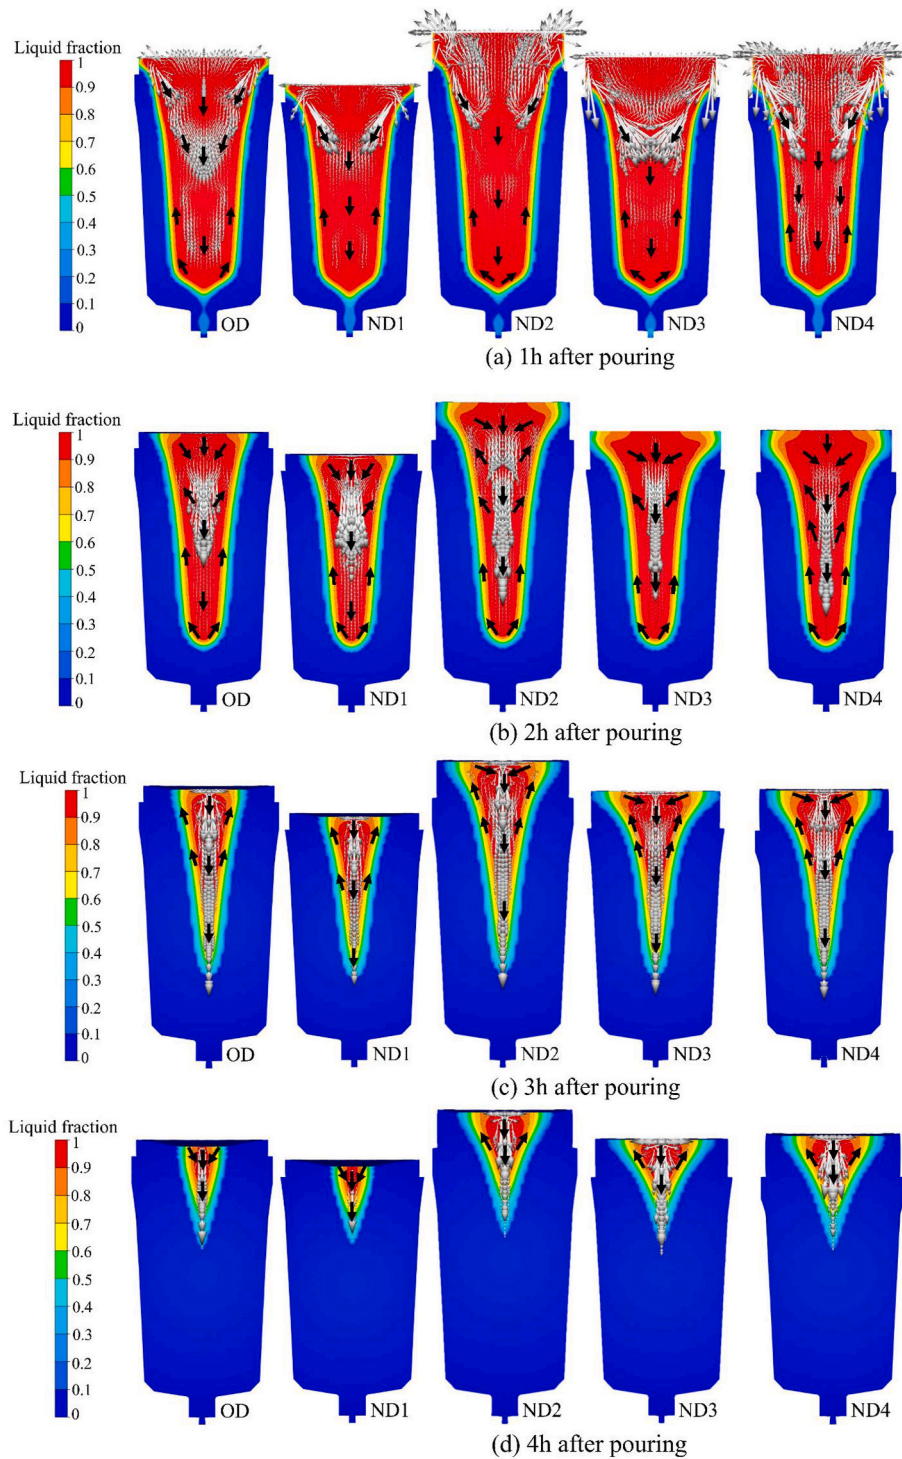 Liquid fraction
1
0.9
0.8
0.7
0.6
0.5
0.4
0.3
0.2
0.1
0
OD
ND1
ND2
ND3
ND4
(a) 1h after pouring
Liquid fraction
1
0.9
0.8
0.7
0.6
0.5
0.4
0.3
0.2
0.1
0
OD
ND1
ND2
ND3
ND4
(b) 2h after pouring
Liquid fraction
1
0.9
0.8
0.7
0.6
0.5
0.4
0.3
0.2
0.1
0
OD
ND1
ND2
ND3
ND4
(c) 3h after pouring
Liquid fraction
1
0.9
0.8
0.7
0.6
0.5
0.4
0.3
0.2
0.1
0
OD
ND1
ND2
ND3
ND4
(d) 4h after pouring